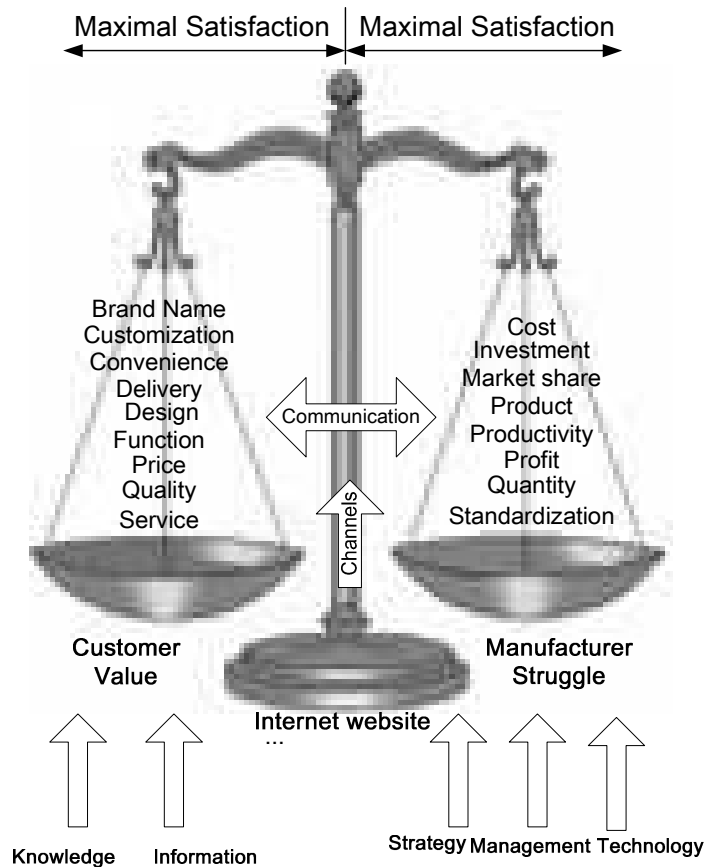 Maximal Satisfaction Maximal Satisfaction
Brand Name
Customization
Convenience
Delivery
Design
Function
Price
Quality
Service
Communication
Channels
Cost
Investment
Market share
Product
Productivity
Profit
Quantity
Standardization
Customer
Value
Manufacturer
Struggle
Internet website
...
Knowledge Information
Strategy Management Technology